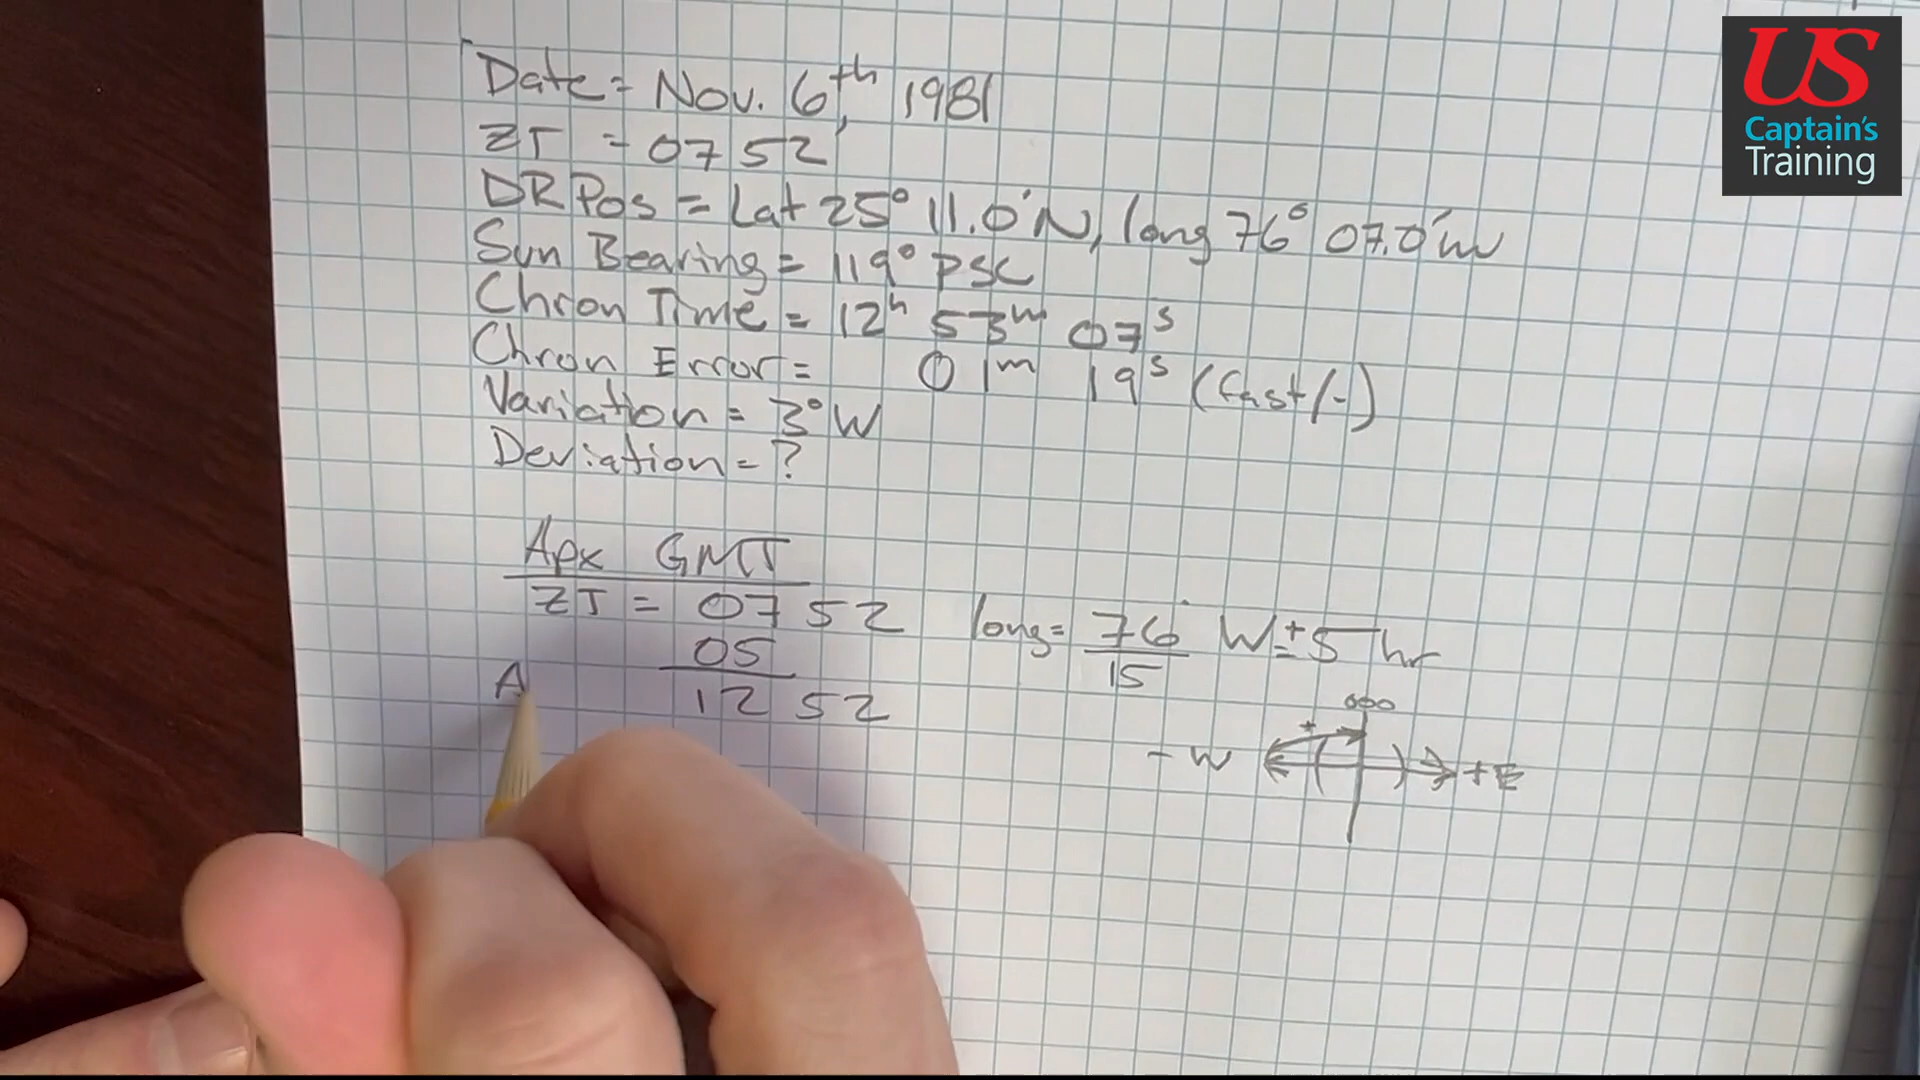 US
Captain's
Training
Date= Nov. 6th, 1981
ZT = 07 52
DR Pos = Lat 25° 11.0'N, long 76° 07.0'W
Sun Bearing = 119° PSC
Chron Time = 12h 53m 07s
Chron Error= 01m 19s (fast/-)
Variation = 3°W
Deviation = ?
Apx GMT
ZT = 07 52 long= 76 W = +5 hr
05 15
A 12 52
000
+
- W +E